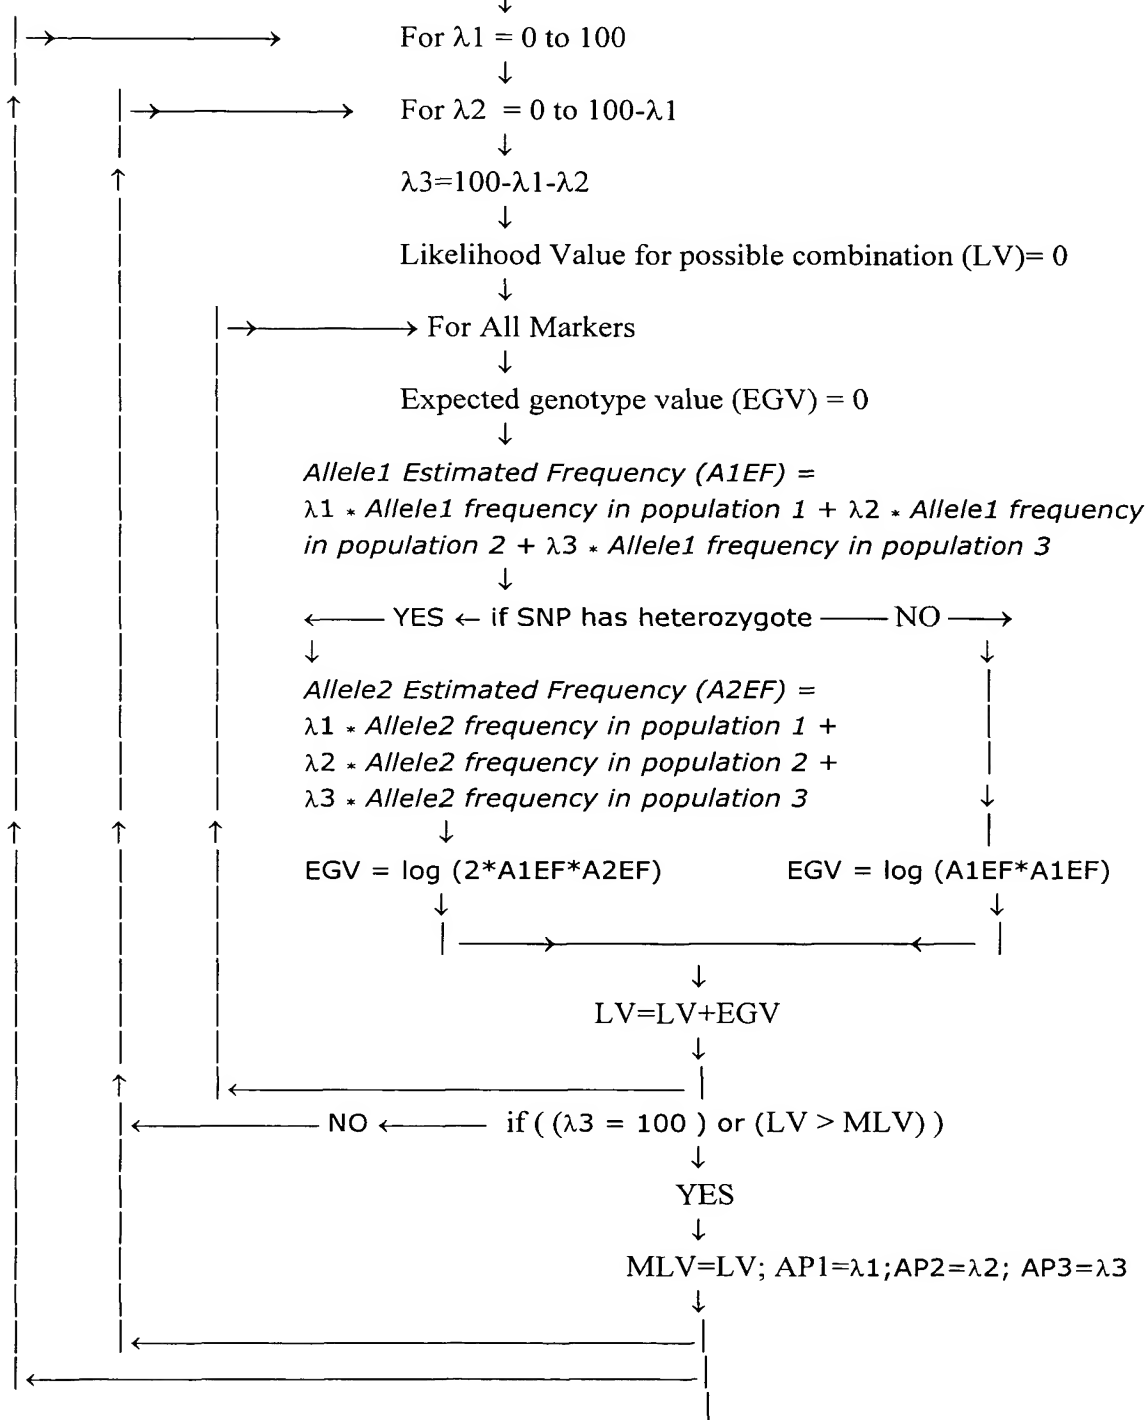 For λ1 = 0 to 100
For λ2 = 0 to 100-λ1
λ3=100-λ1-λ2
Likelihood Value for possible combination (LV)= 0
For All Markers
Expected genotype value (EGV) = 0
Allele1 Estimated Frequency (A1EF) =
λ1 * Allele1 frequency in population 1 + λ2 * Allele1 frequency
in population 2 + λ3 * Allele1 frequency in population 3
YES ← if SNP has heterozygote NO
Allele2 Estimated Frequency (A2EF) =
λ1 * Allele2 frequency in population 1 +
λ2 * Allele2 frequency in population 2 +
λ3 * Allele2 frequency in population 3
EGV = log (2*A1EF*A2EF) EGV = log (A1EF*A1EF)
LV=LV+EGV
NO if ( (λ3 = 100 ) or (LV > MLV) )
YES
MLV=LV; AP1=λ1;AP2=λ2; AP3=λ3